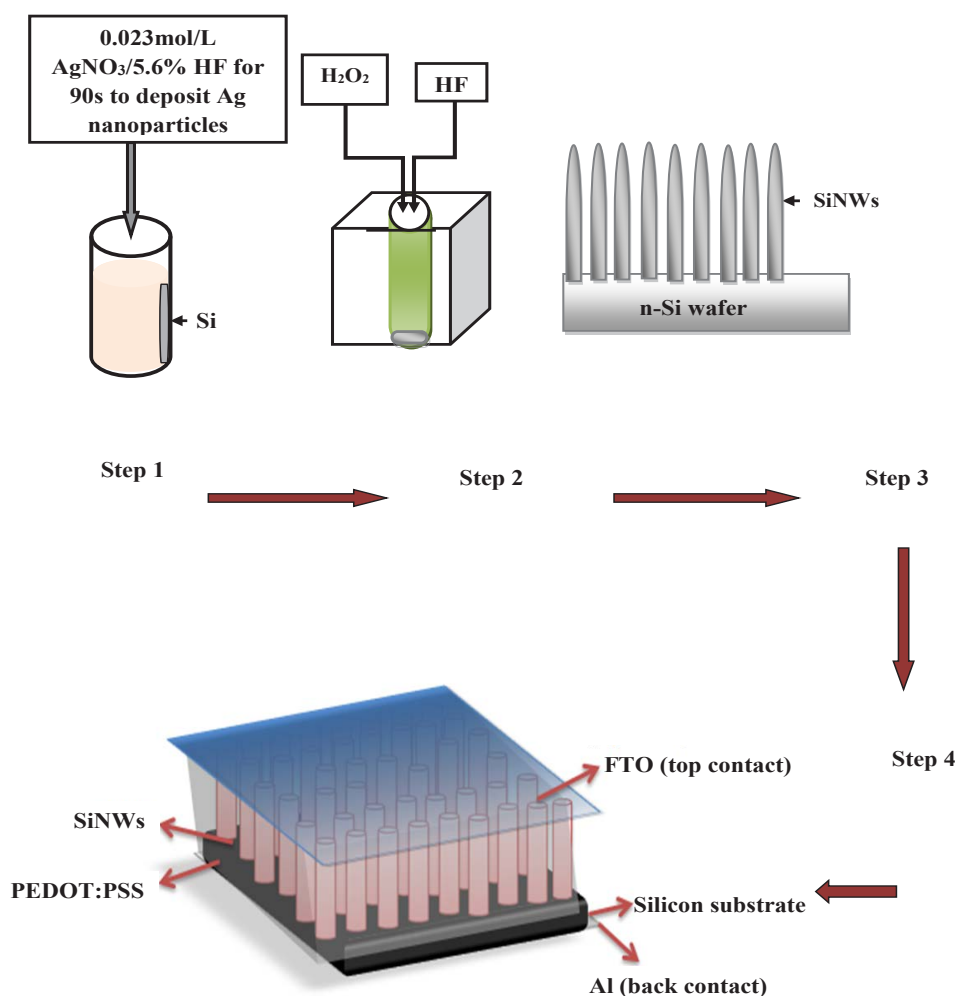 0.023mol/L
AgNO₃/5.6% HF for
90s to deposit Ag
nanoparticles
H₂O₂
HF
Si
SiNWs
n-Si wafer
Step 1
Step 2
Step 3
Step 4
FTO (top contact)
SiNWs
PEDOT:PSS
Silicon substrate
Al (back contact)